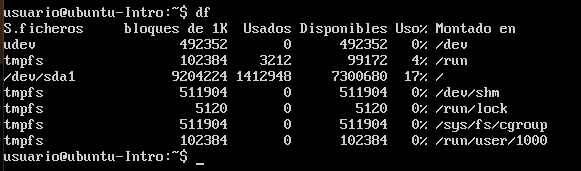 usuario@ubuntu-Intro:~$ df
S.ficheros     bloques de 1K  Usados Disponibles Uso% Montado en
udev                  492352       0      492352   0% /dev
tmpfs                 102384    3212       99172   4% /run
/dev/sda1            9204224 1412948     7300680  17% /
tmpfs                 511904       0      511904   0% /dev/shm
tmpfs                   5120       0        5120   0% /run/lock
tmpfs                 511904       0      511904   0% /sys/fs/cgroup
tmpfs                 102384       0      102384   0% /run/user/1000
usuario@ubuntu-Intro:~$ _